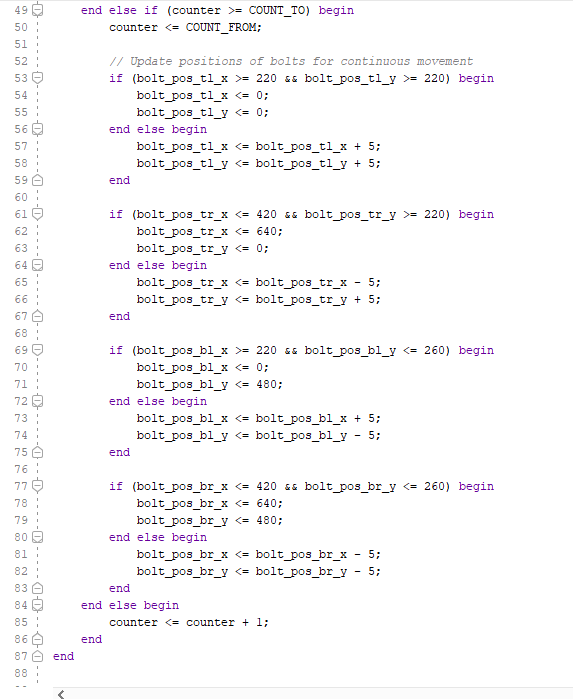 49 end else if (counter >= COUNT_TO) begin
50 counter <= COUNT_FROM;
51
52 // Update positions of bolts for continuous movement
53 if (bolt_pos_tl_x >= 220 && bolt_pos_tl_y >= 220) begin
54 bolt_pos_tl_x <= 0;
55 bolt_pos_tl_y <= 0;
56 end else begin
57 bolt_pos_tl_x <= bolt_pos_tl_x + 5;
58 bolt_pos_tl_y <= bolt_pos_tl_y + 5;
59 end
60
61 if (bolt_pos_tr_x <= 420 && bolt_pos_tr_y >= 220) begin
62 bolt_pos_tr_x <= 640;
63 bolt_pos_tr_y <= 0;
64 end else begin
65 bolt_pos_tr_x <= bolt_pos_tr_x - 5;
66 bolt_pos_tr_y <= bolt_pos_tr_y + 5;
67 end
68
69 if (bolt_pos_bl_x >= 220 && bolt_pos_bl_y <= 260) begin
70 bolt_pos_bl_x <= 0;
71 bolt_pos_bl_y <= 480;
72 end else begin
73 bolt_pos_bl_x <= bolt_pos_bl_x + 5;
74 bolt_pos_bl_y <= bolt_pos_bl_y - 5;
75 end
76
77 if (bolt_pos_br_x <= 420 && bolt_pos_br_y <= 260) begin
78 bolt_pos_br_x <= 640;
79 bolt_pos_br_y <= 480;
80 end else begin
81 bolt_pos_br_x <= bolt_pos_br_x - 5;
82 bolt_pos_br_y <= bolt_pos_br_y - 5;
83 end
84 end else begin
85 counter <= counter + 1;
86 end
87 end
88